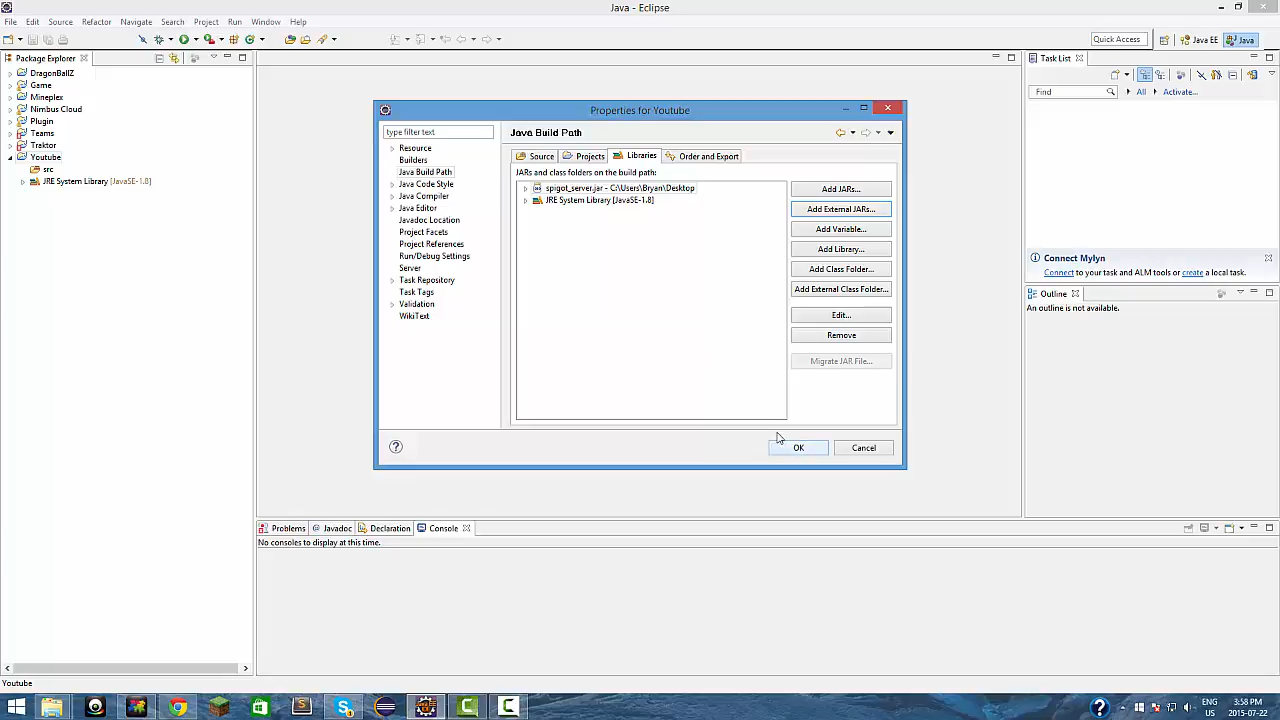 Java - Eclipse
File Edit Source Refactor Navigate Search Project Run Window Help
Quick Access Java EE Java
Package Explorer
DragonBallZ
Game
Mineplex
Nimbus Cloud
Plugin
Teams
Traktor
Youtube
src
JRE System Library [JavaSE-1.8]
Properties for Youtube
type filter text
Resource
Builders
Java Build Path
Java Code Style
Java Compiler
Java Editor
Javadoc Location
Project Facets
Project References
Run/Debug Settings
Server
Task Repository
Task Tags
Validation
WikiText
Java Build Path
Source Projects Libraries Order and Export
JARs and class folders on the build path:
spigot_server.jar - C:\Users\Bryan\Desktop
JRE System Library [JavaSE-1.8]
Add JARs...
Add External JARs...
Add Variable...
Add Library...
Add Class Folder...
Add External Class Folder...
Edit...
Remove
Migrate JAR File...
OK Cancel
Task List
Find All Activate...
Connect Mylyn
Connect to your task and ALM tools or create a local task.
Outline
An outline is not available.
Problems Javadoc Declaration Console
No consoles to display at this time.
Youtube
3:58 PM
2015-07-22